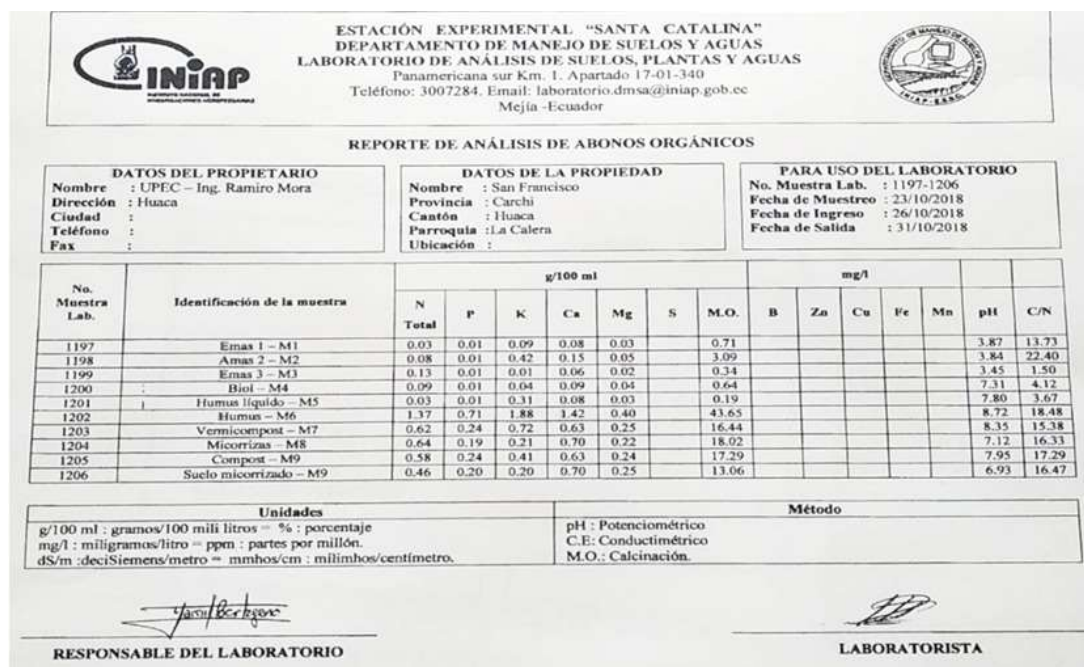 ESTACIÓN EXPERIMENTAL “SANTA CATALINA”
DEPARTAMENTO DE MANEJO DE SUELOS Y AGUAS
LABORATORIO DE ANÁLISIS DE SUELOS, PLANTAS Y AGUAS
Panamericana sur Km. 1. Apartado 17-01-340
Teléfono: 3007284. Email: laboratorio.dmsa@iniap.gob.ec
Mejía -Ecuador
INIAP
INSTITUTO NACIONAL DE
INVESTIGACIONES AGROPECUARIAS
REPORTE DE ANÁLISIS DE ABONOS ORGÁNICOS
DATOS DEL PROPIETARIO
Nombre : UPEC – Ing. Ramiro Mora
Dirección : Huaca
Ciudad :
Teléfono :
Fax :
DATOS DE LA PROPIEDAD
Nombre : San Francisco
Provincia : Carchi
Cantón : Huaca
Parroquia :La Calera
Ubicación :
PARA USO DEL LABORATORIO
No. Muestra Lab. : 1197-1206
Fecha de Muestreo : 23/10/2018
Fecha de Ingreso : 26/10/2018
Fecha de Salida : 31/10/2018
g/100 ml mg/l
No. Muestra Lab. Identificación de la muestra N Total P K Ca Mg S M.O. B Zn Cu Fe Mn pH C/N
1197 Emas 1 – M1 0.03 0.01 0.09 0.08 0.03 0.71 3.87 13.73
1198 Amas 2 – M2 0.08 0.01 0.42 0.15 0.05 3.09 3.84 22.40
1199 Emas 3 – M3 0.13 0.01 0.01 0.06 0.02 0.34 3.45 1.50
1200 Biol – M4 0.09 0.01 0.04 0.09 0.04 0.64 7.31 4.12
1201 Humus líquido – M5 0.03 0.01 0.31 0.08 0.03 0.19 7.80 3.67
1202 Humus – M6 1.37 0.71 1.88 1.42 0.40 43.65 8.72 18.48
1203 Vermicompost – M7 0.62 0.24 0.72 0.63 0.25 16.44 8.35 15.38
1204 Micorrizas – M8 0.64 0.19 0.21 0.70 0.22 18.02 7.12 16.33
1205 Compost – M9 0.58 0.24 0.41 0.63 0.24 17.29 7.95 17.29
1206 Suelo micorrizado – M9 0.46 0.20 0.20 0.70 0.25 13.06 6.93 16.47
Unidades
g/100 ml : gramos/100 mili litros = % : porcentaje
mg/l : miligramos/litro = ppm : partes por millón.
dS/m :deciSiemens/metro = mmhos/cm : milimhos/centímetro.
Método
pH : Potenciométrico
C.E: Conductimétrico
M.O.: Calcinación.
RESPONSABLE DEL LABORATORIO
LABORATORISTA